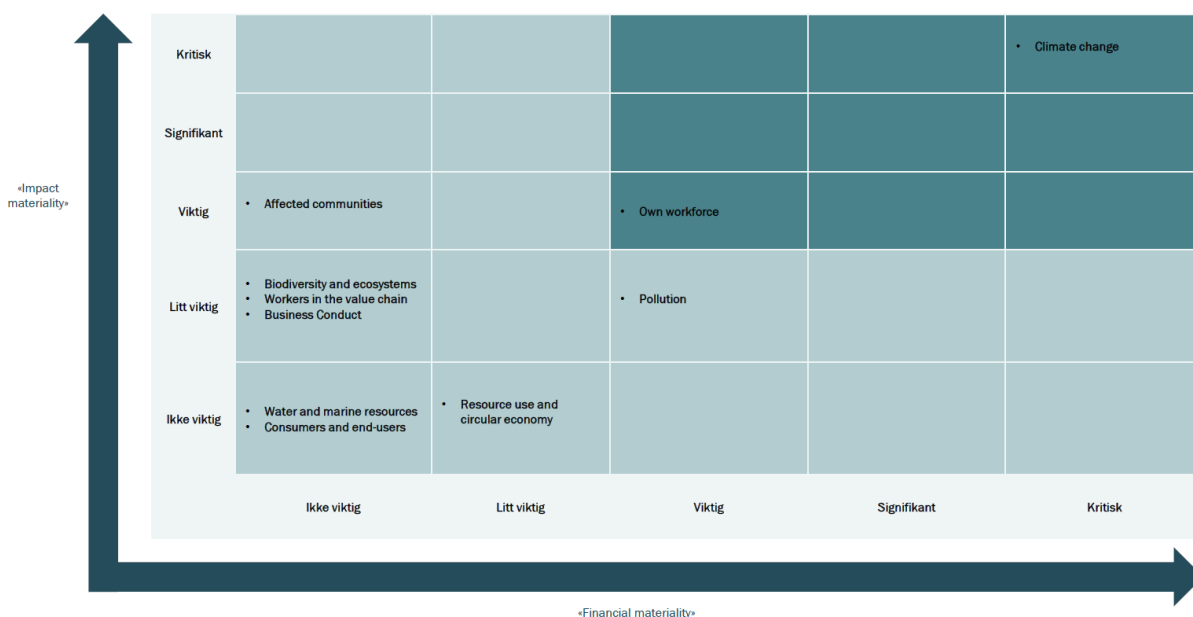 Kritisk
• Climate change
Signifikant
«Impact
materiality»
Viktig
• Affected communities
• Own workforce
Litt viktig
• Biodiversity and ecosystems
• Workers in the value chain
• Business Conduct
• Pollution
Ikke viktig
• Water and marine resources
• Consumers and end-users
• Resource use and
circular economy
Ikke viktig
Litt viktig
Viktig
Signifikant
Kritisk
«Financial materiality»